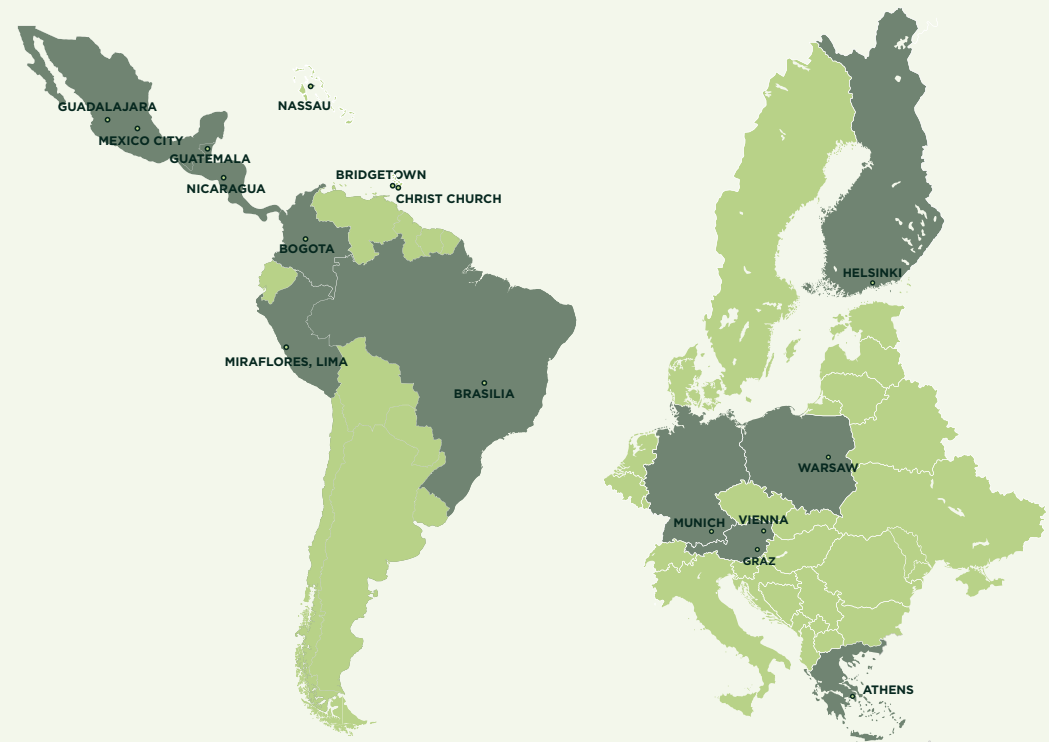 GUADALAJARA
MEXICO CITY
GUATEMALA
NICARAGUA
NASSAU
BRIDGETOWN
CHRIST CHURCH
BOGOTA
MIRAFLORES, LIMA
BRASILIA
HELSINKI
WARSAW
MUNICH
VIENNA
GRAZ
ATHENS